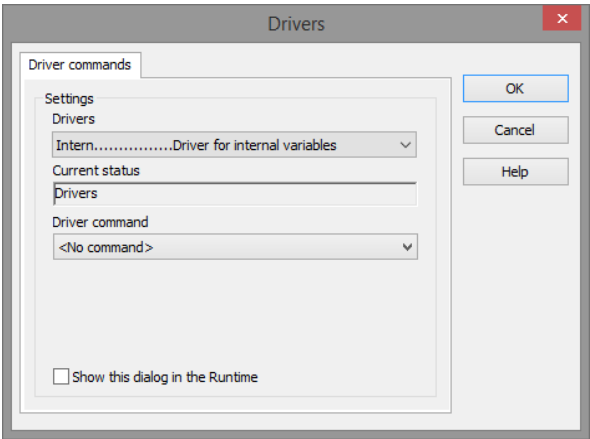 Drivers
Driver commands
Settings
Drivers
Intern...............Driver for internal variables
Current status
Drivers
Driver command
<No command>
Show this dialog in the Runtime
OK
Cancel
Help